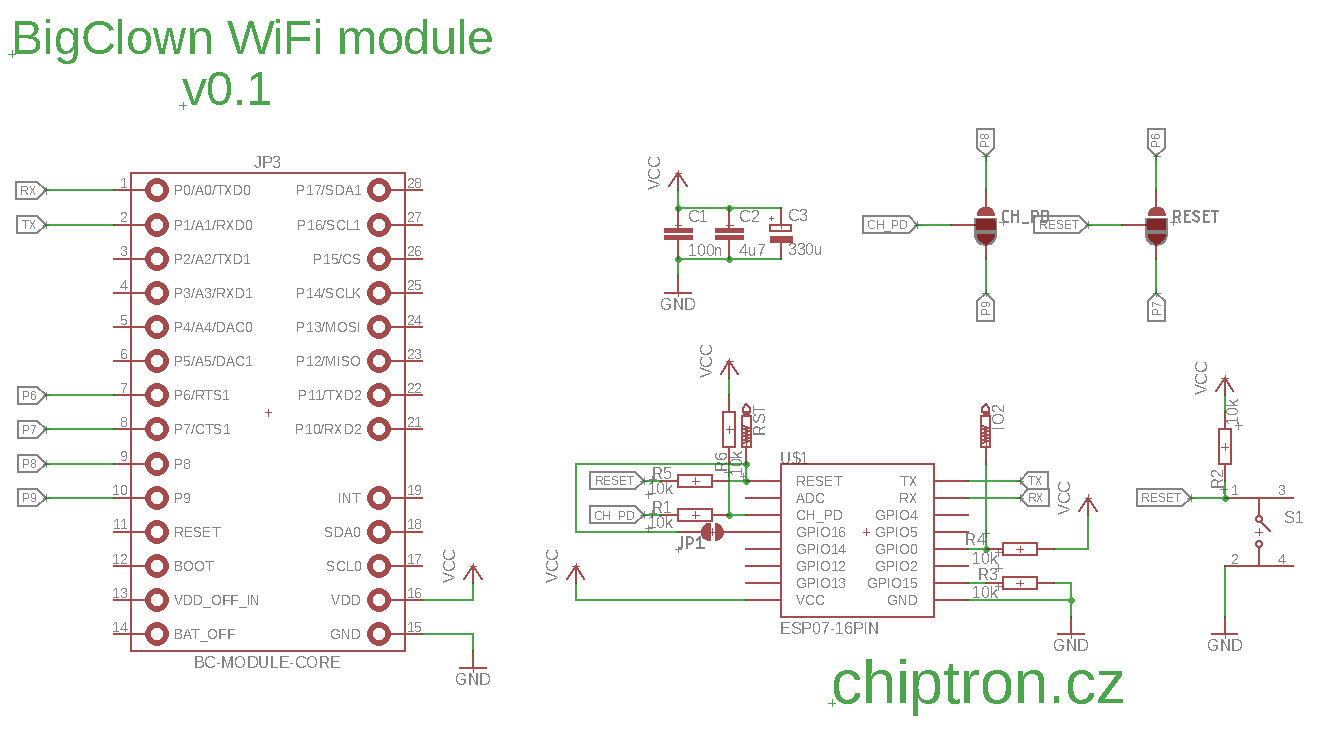 BigClown WiFi module
v0.1
JP3
RX 1 P0/A0/TXD0 P17/SDA1 28
TX 2 P1/A1/RXD0 P16/SCL1 27
3 P2/A2/TXD1 P15/CS 26
4 P3/A3/RXD1 P14/SCLK 25
5 P4/A4/DAC0 P13/MOSI 24
6 P5/A5/DAC1 P12/MISO 23
P6 7 P6/RTS1 P11/TXD2 22
P7 8 P7/CTS1 P10/RXD2 21
P8 9 P8
P9 10 P9 INT 19
11 RESET SDA0 18
12 BOOT SCL0 17
13 VDD_OFF_IN VDD 16
14 BAT_OFF GND 15
BC-MODULE-CORE
VCC
GND
VCC
C1 C2 C3
100n 4u7 330u
GND
P8
CH_PD CH_PD
P9
P6
RESET RESET
P7
VCC
R6
10k
RST
RESET R5
10k
CH_PD R1
10k
JP1
VCC
U$1
RESET TX TX
ADC RX RX
CH_PD GPIO4
GPIO16 GPIO5
GPIO14 GPIO0
GPIO12 GPIO2
GPIO13 GPIO15
VCC GND
ESP07-16PIN
IO2
VCC
R4
10k
R3
10k
GND
VCC
10k
R2
RESET 1 3
S1
2 4
GND
chiptron.cz